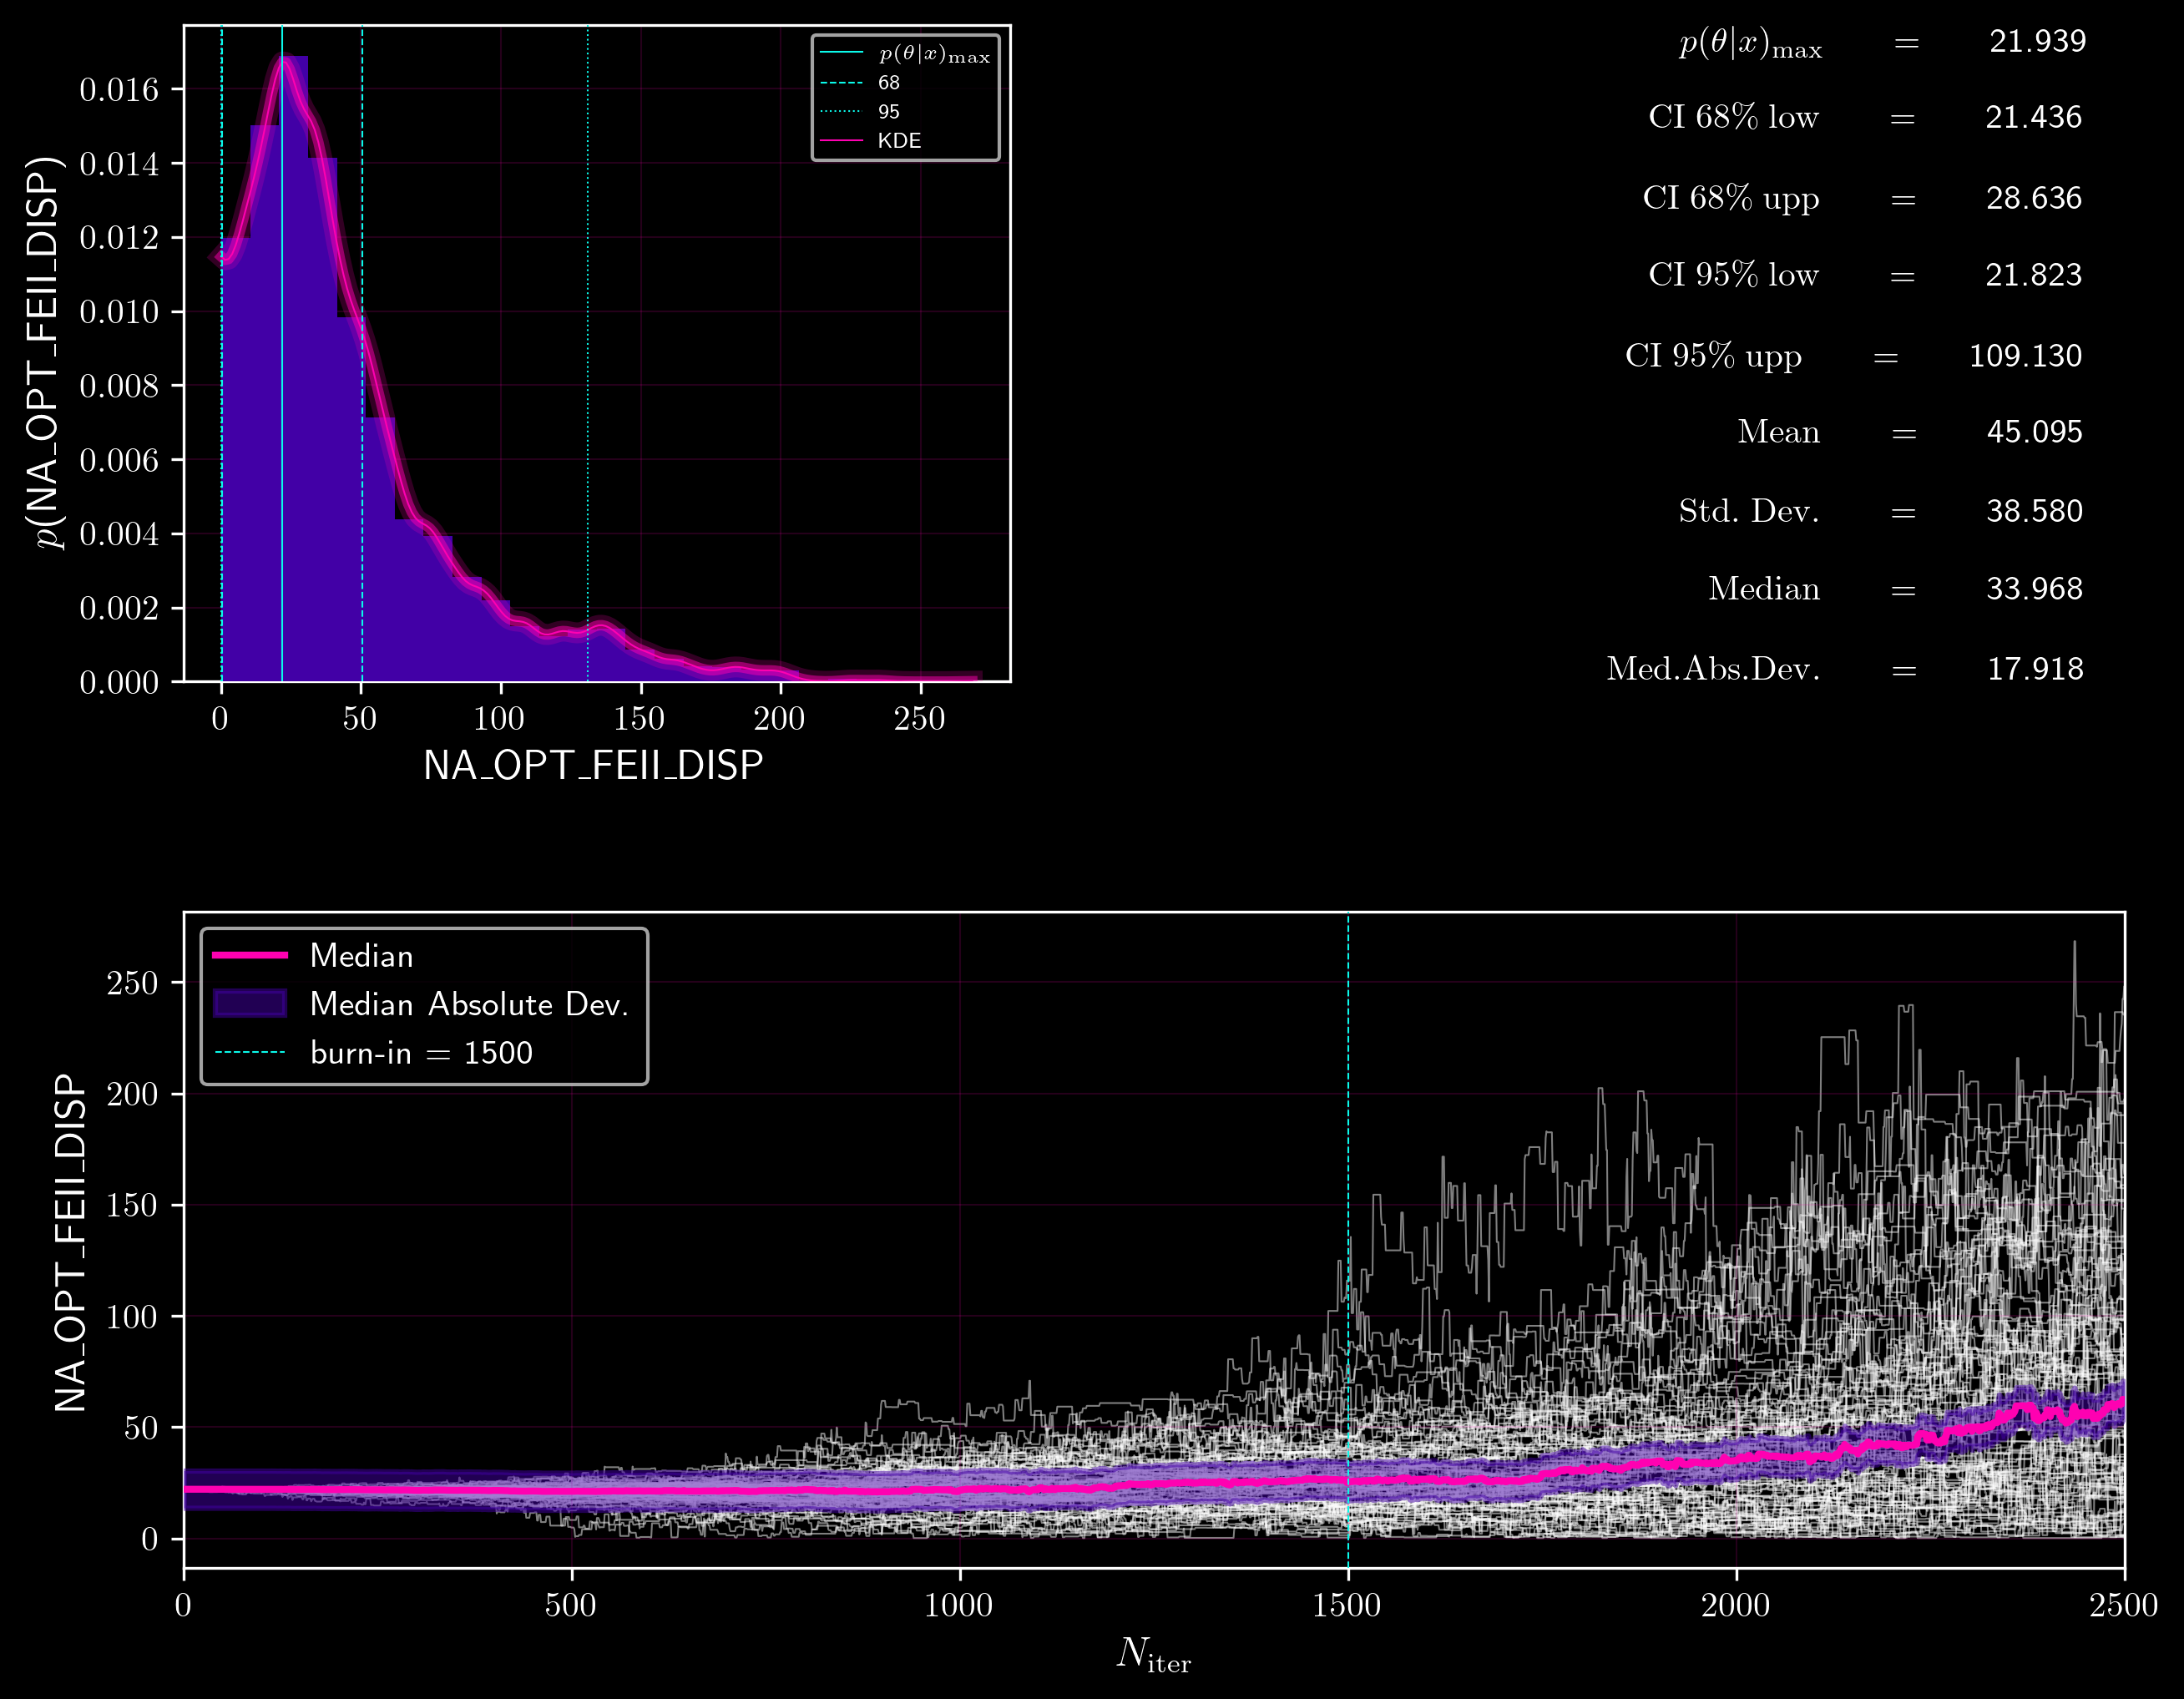 p(NA_OPT_FEII_DISP)
0.016
0.014
0.012
0.010
0.008
0.006
0.004
0.002
0.000
0 50 100 150 200 250
NA_OPT_FEII_DISP
p(θ|x)max
68
95
KDE
p(θ|x)max = 21.939
CI 68% low = 21.436
CI 68% upp = 28.636
CI 95% low = 21.823
CI 95% upp = 109.130
Mean = 45.095
Std. Dev. = 38.580
Median = 33.968
Med.Abs.Dev. = 17.918
NA_OPT_FEII_DISP
250
200
150
100
50
0
Median
Median Absolute Dev.
burn-in = 1500
0 500 1000 1500 2000 2500
Niter